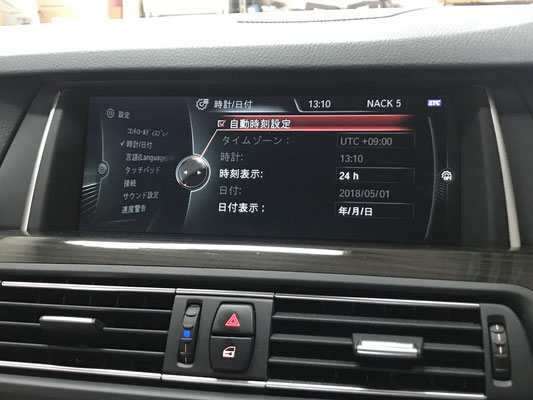 時計/日付 13:10 NACK 5 ETC
設定
コントロールディスプレイ
✓ 時計/日付
言語(Language)
タッチパッド
接続
サウンド設定
速度警告
自動時刻設定
タイムゾーン: UTC +09:00
時計: 13:10
時刻表示: 24 h
日付: 2018/05/01
日付表示: 年/月/日